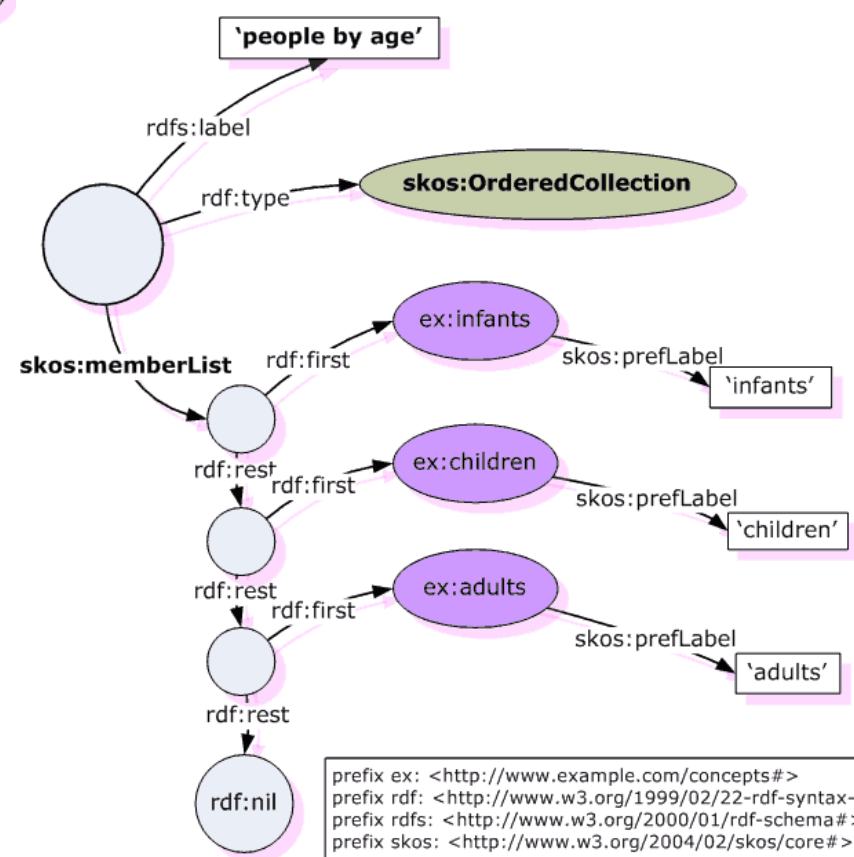 ‘people by age’
rdfs:label
rdf:type
skos:OrderedCollection
skos:memberList
rdf:first
ex:infants
skos:prefLabel
‘infants’
rdf:rest
rdf:first
ex:children
skos:prefLabel
‘children’
rdf:rest
rdf:first
ex:adults
skos:prefLabel
‘adults’
rdf:rest
rdf:nil
prefix ex: <http://www.example.com/concepts#>
prefix rdf: <http://www.w3.org/1999/02/22-rdf-syntax-
prefix rdfs: <http://www.w3.org/2000/01/rdf-schema#>
prefix skos: <http://www.w3.org/2004/02/skos/core#>